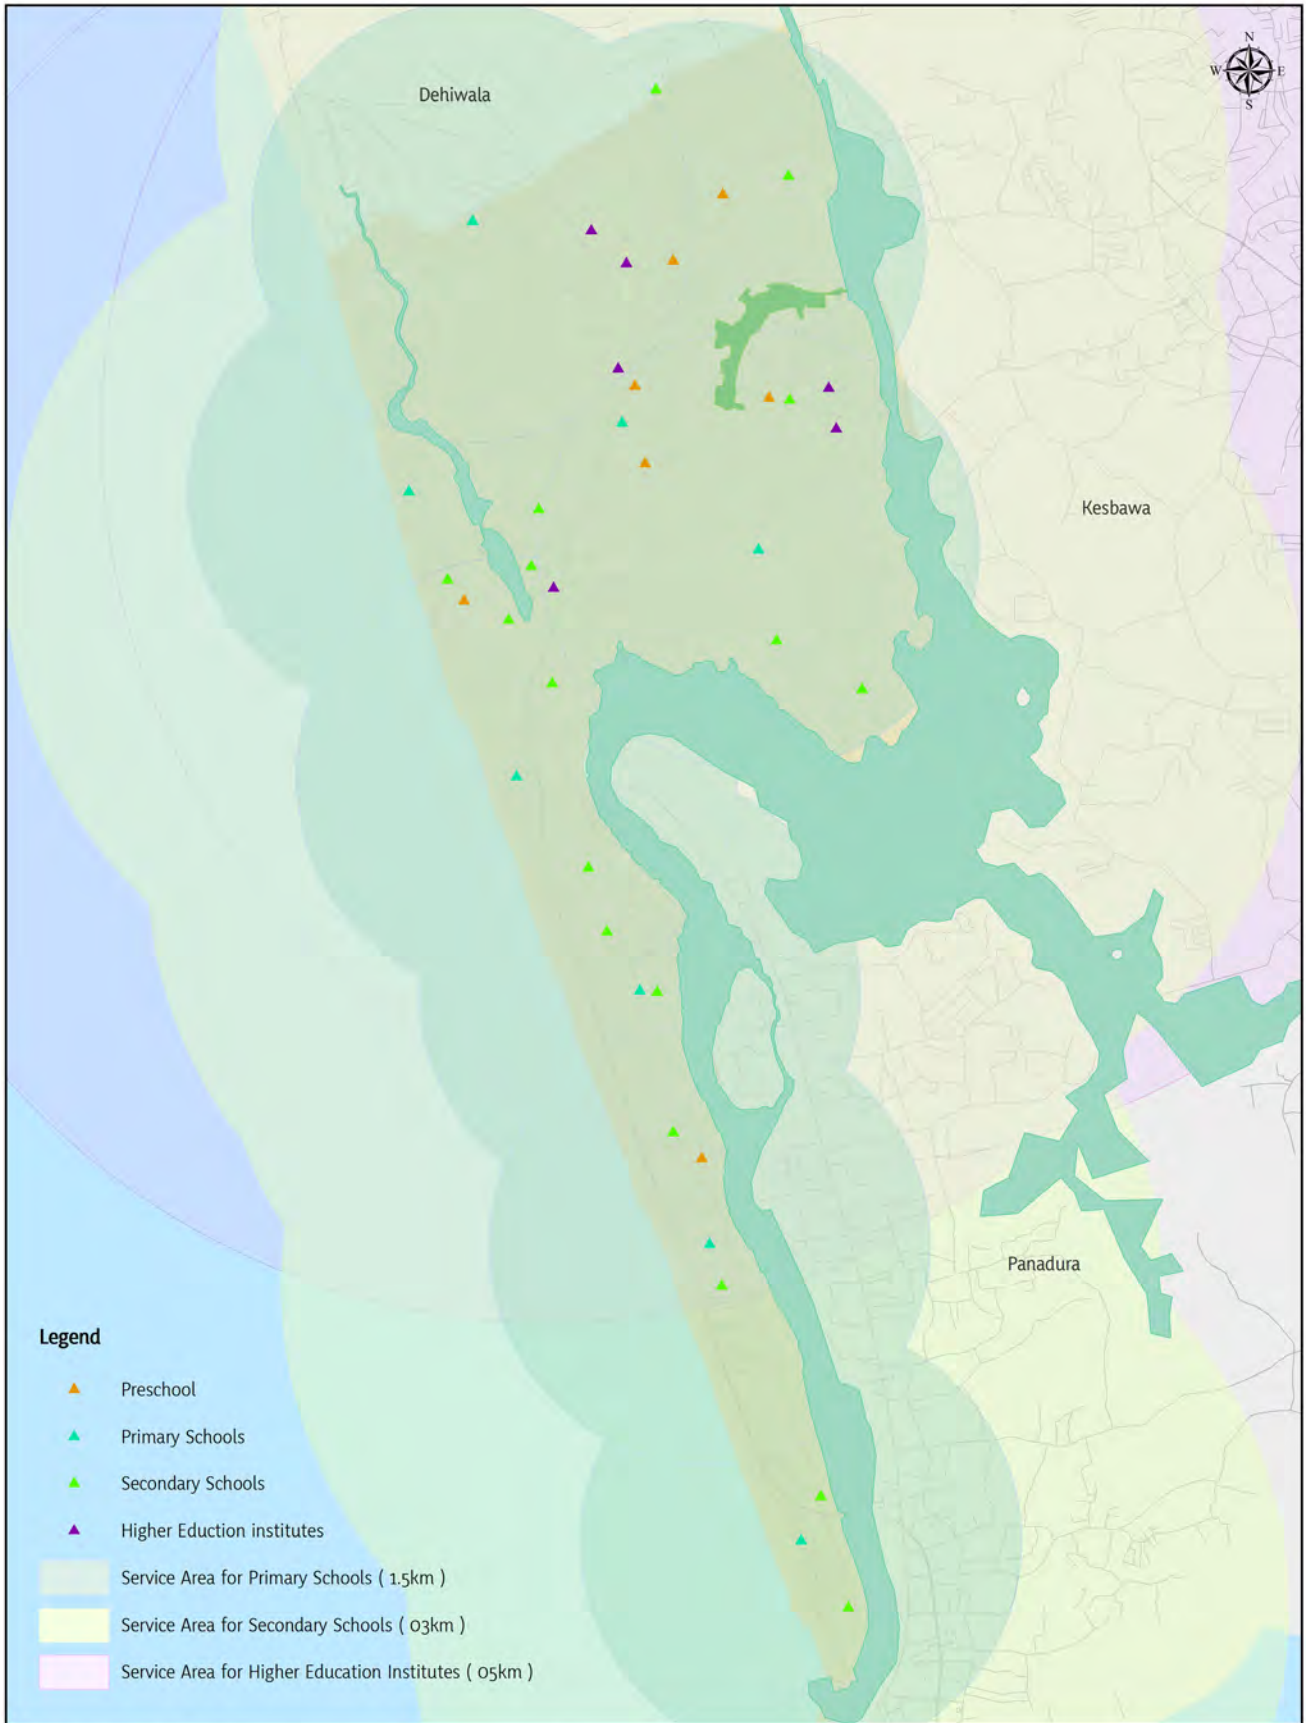 N
W E
S
Dehiwala
Kesbawa
Panadura
Legend
Preschool
Primary Schools
Secondary Schools
Higher Eduction institutes
Service Area for Primary Schools ( 1.5km )
Service Area for Secondary Schools ( 03km )
Service Area for Higher Education Institutes ( 05km )